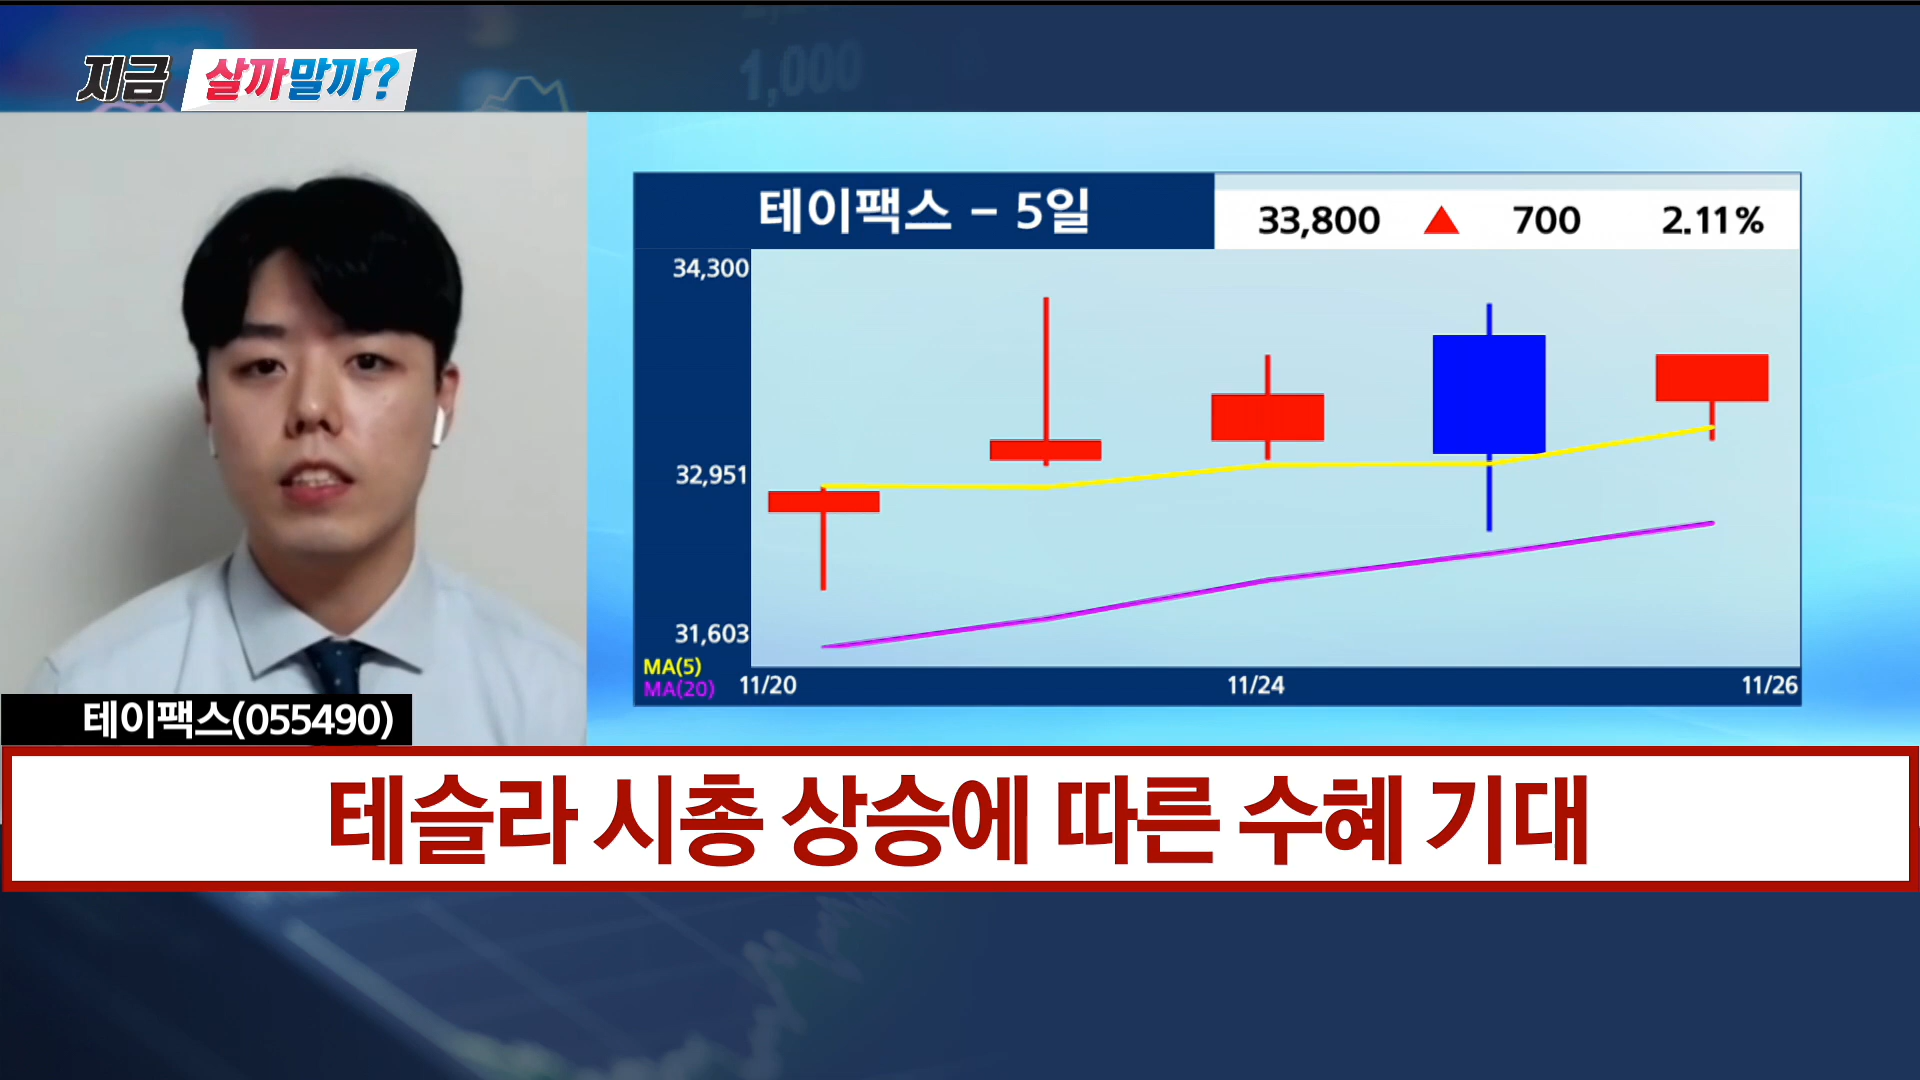 지금 살까말까?
1,000
테이팩스 - 5일
33,800 ▲ 700 2.11%
34,300
32,951
31,603
MA(5)
MA(20)
11/20 11/24 11/26
테이팩스(055490)
테슬라 시총 상승에 따른 수혜 기대